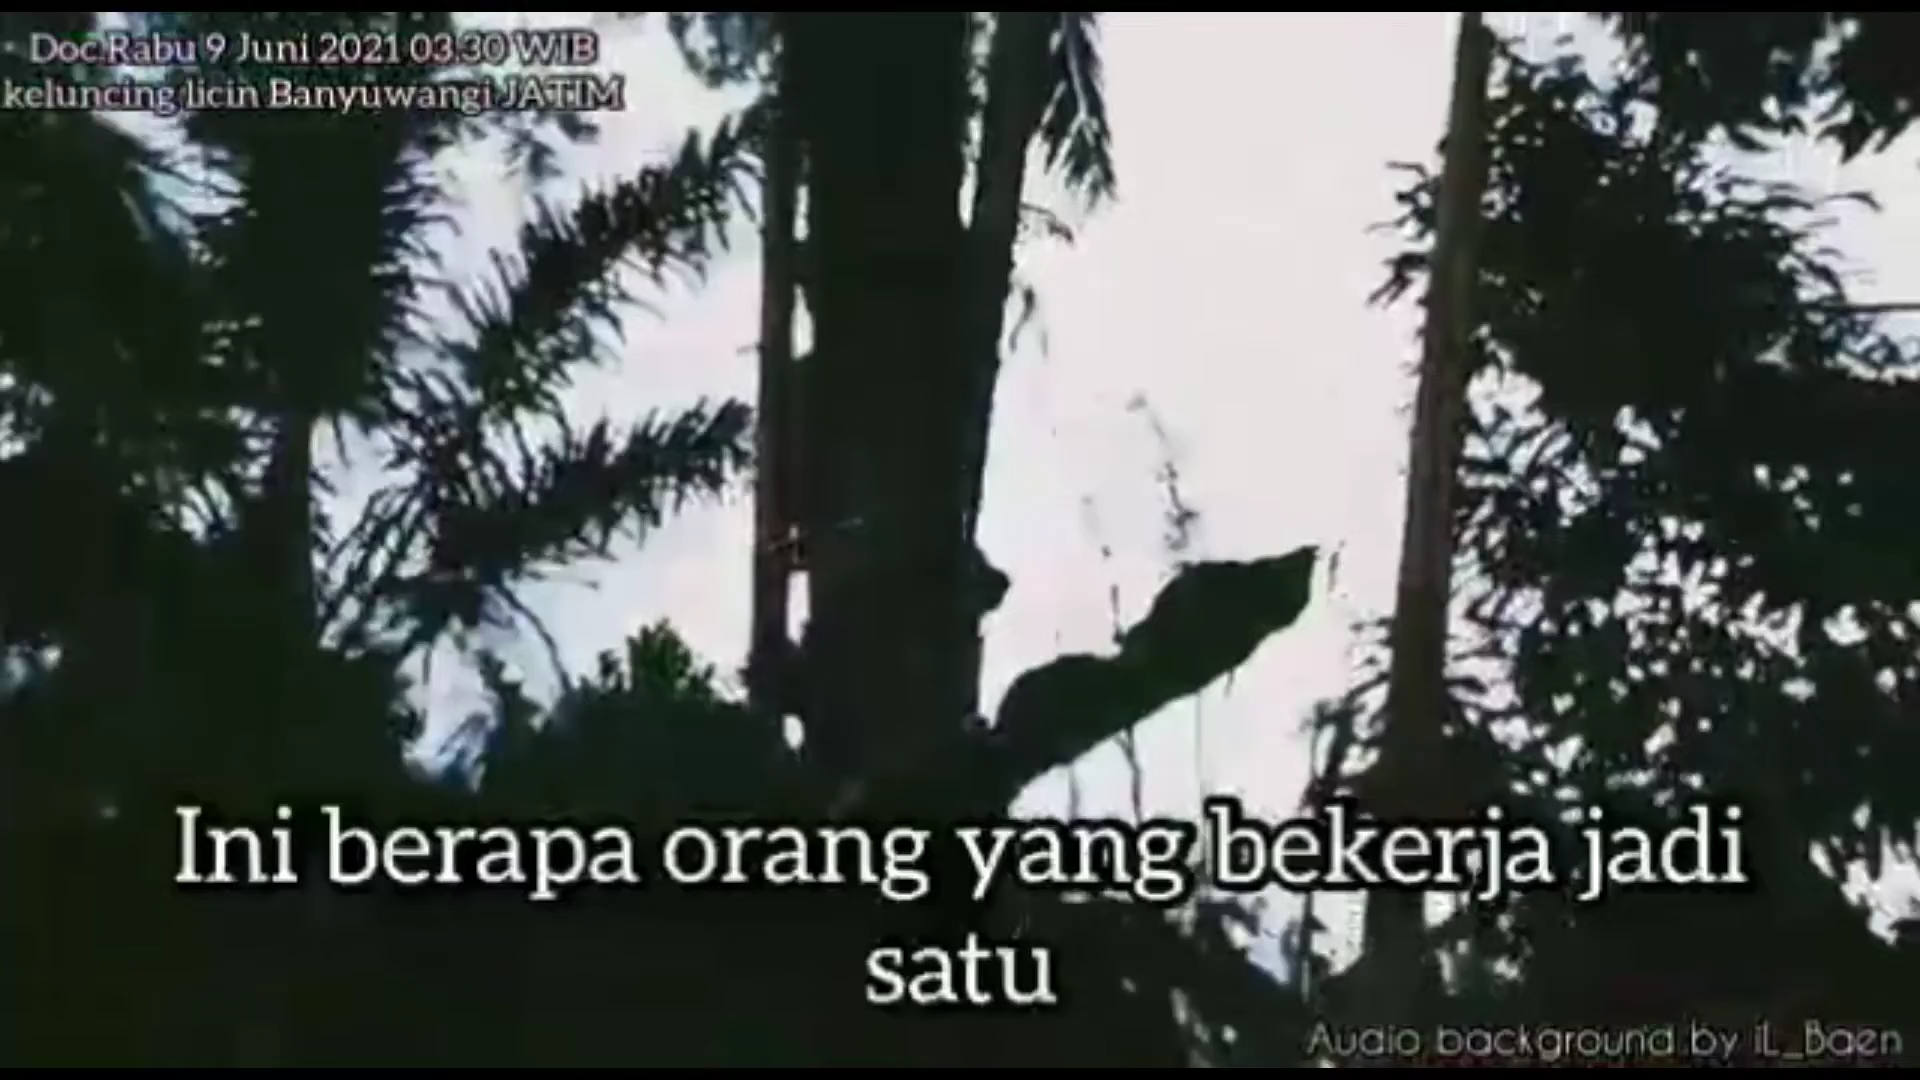 Doc.Rabu 9 Juni 2021 03.30 WIB
keluncing licin Banyuwangi JATIM
Ini berapa orang yang bekerja jadi
satu
Audio background by iL_Baen